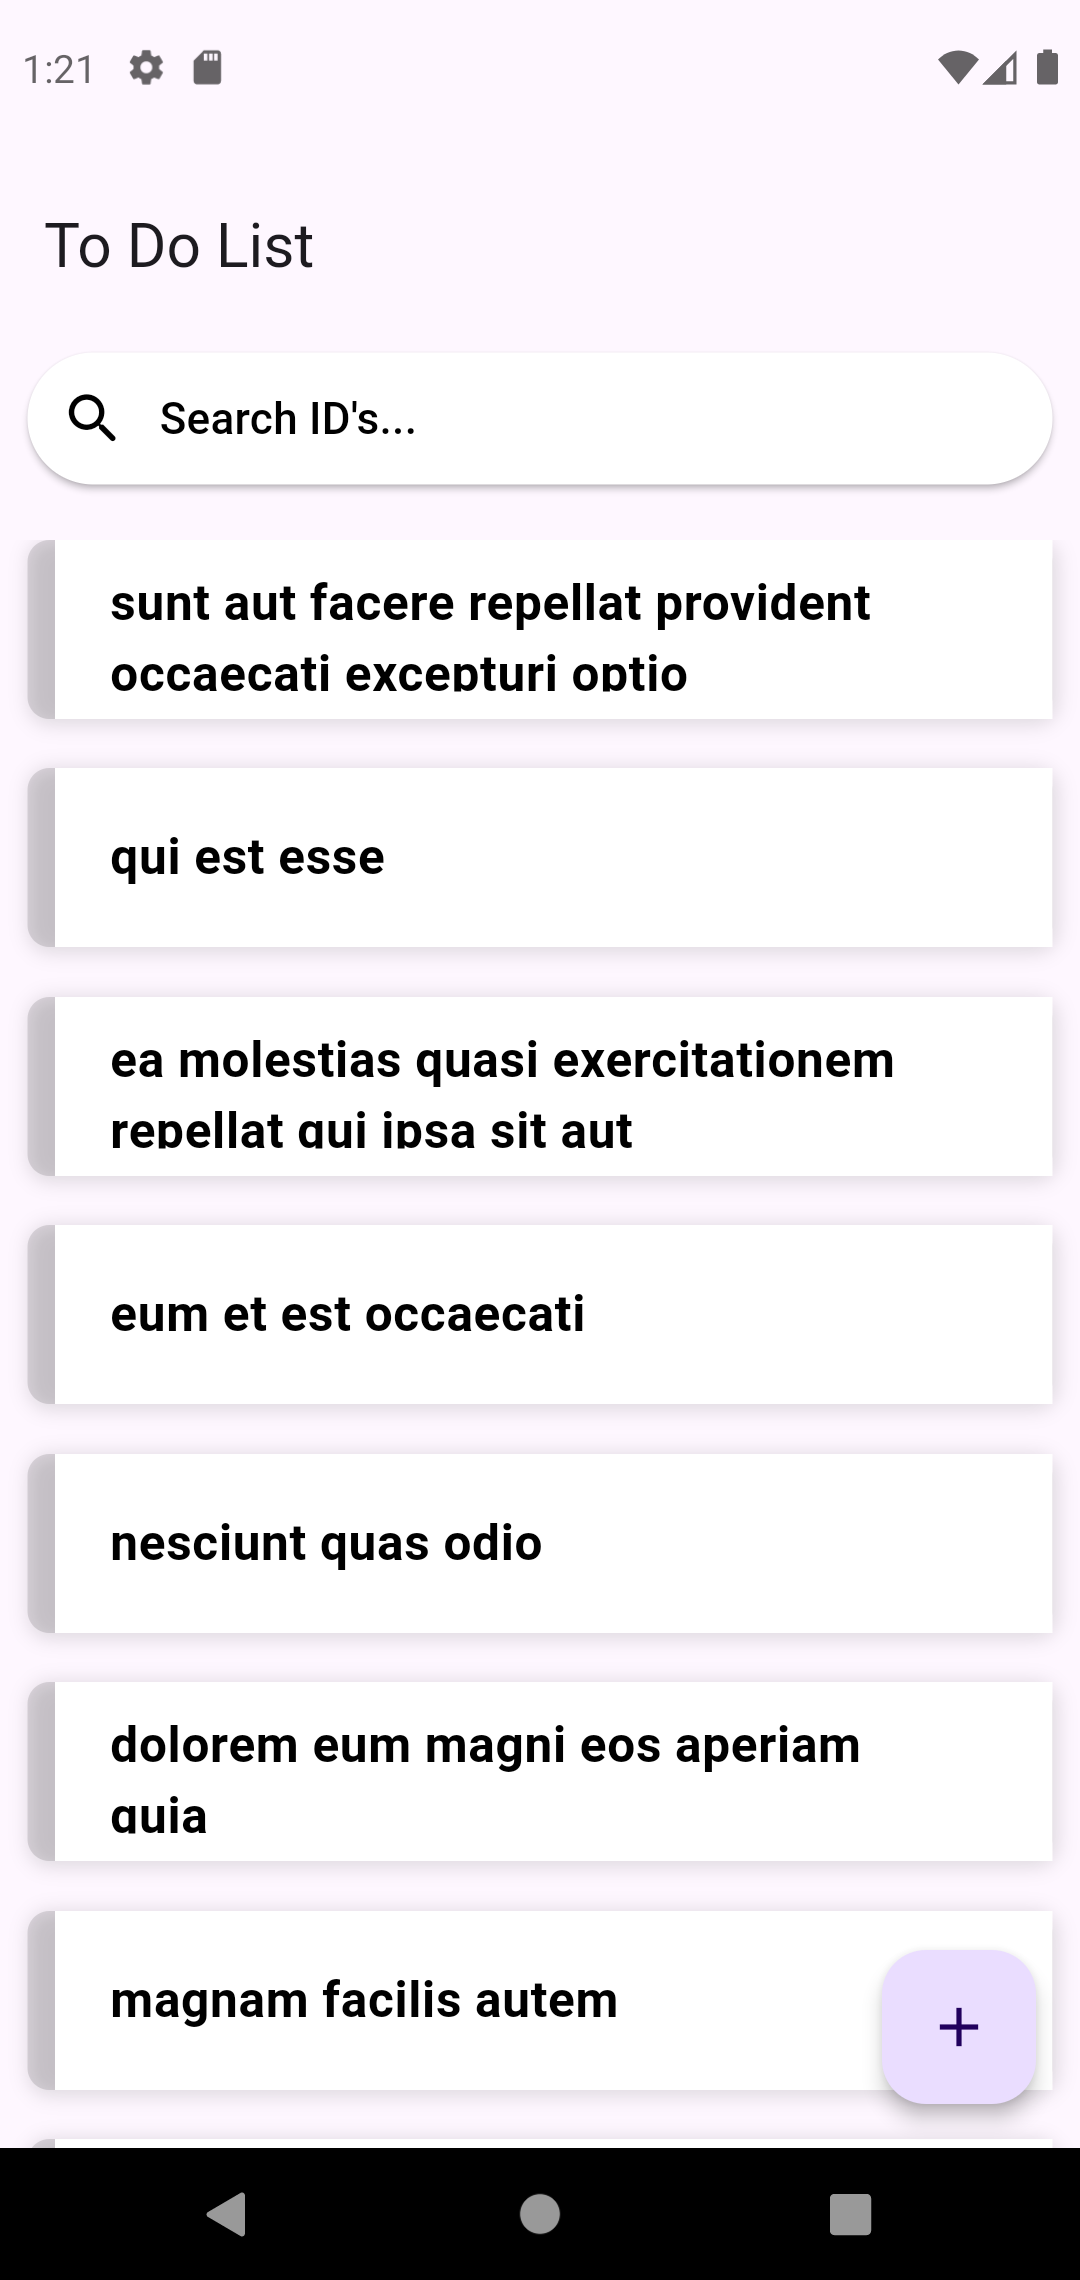 1:21
To Do List
Search ID's...
sunt aut facere repellat provident
occaecati excepturi optio
qui est esse
ea molestias quasi exercitationem
repellat qui ipsa sit aut
eum et est occaecati
nesciunt quas odio
dolorem eum magni eos aperiam
quia
magnam facilis autem